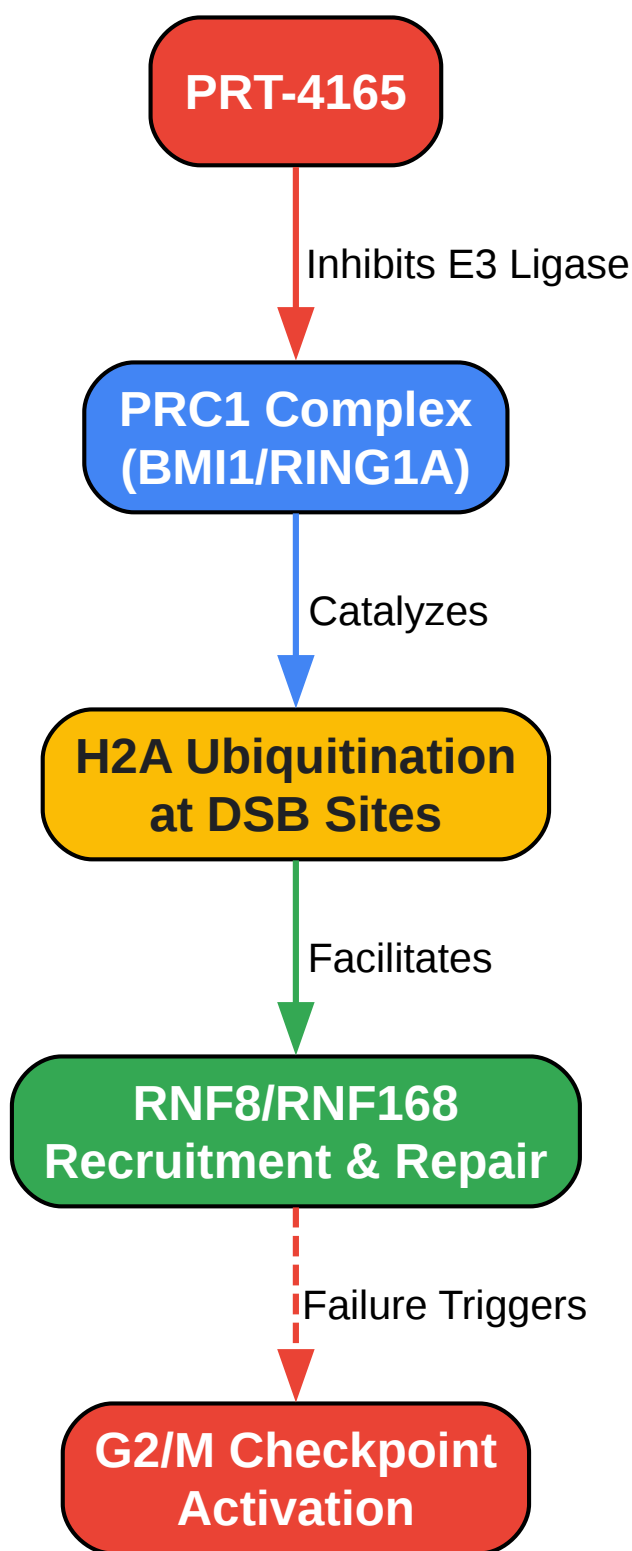 PRT-4165
Inhibits E3 Ligase
PRC1 Complex
(BMI1/RING1A)
Catalyzes
H2A Ubiquitination
at DSB Sites
Facilitates
RNF8/RNF168
Recruitment & Repair
Failure Triggers
G2/M Checkpoint
Activation